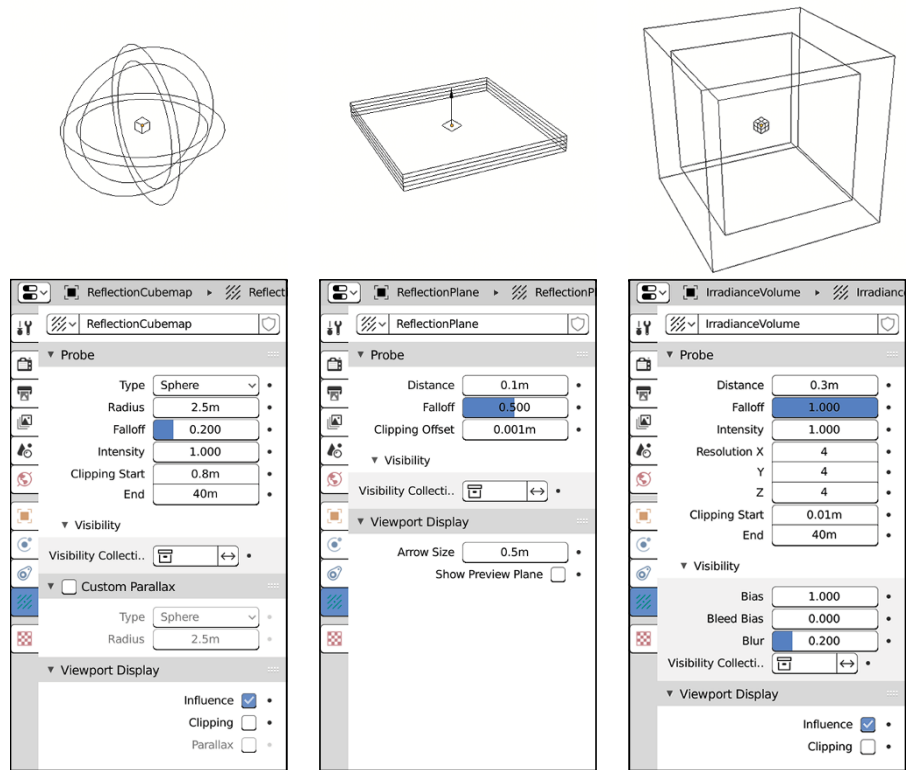 ReflectionCubemap ▸ Reflect
ReflectionCubemap
Probe
Type Sphere
Radius 2.5m
Falloff 0.200
Intensity 1.000
Clipping Start 0.8m
End 40m
Visibility
Visibility Collecti..
Custom Parallax
Type Sphere
Radius 2.5m
Viewport Display
Influence
Clipping
Parallax
ReflectionPlane ▸ ReflectionP
ReflectionPlane
Probe
Distance 0.1m
Falloff 0.500
Clipping Offset 0.001m
Visibility
Visibility Collecti..
Viewport Display
Arrow Size 0.5m
Show Preview Plane
IrradianceVolume ▸ Irradianc
IrradianceVolume
Probe
Distance 0.3m
Falloff 1.000
Intensity 1.000
Resolution X 4
Y 4
Z 4
Clipping Start 0.01m
End 40m
Visibility
Bias 1.000
Bleed Bias 0.000
Blur 0.200
Visibility Collecti..
Viewport Display
Influence
Clipping